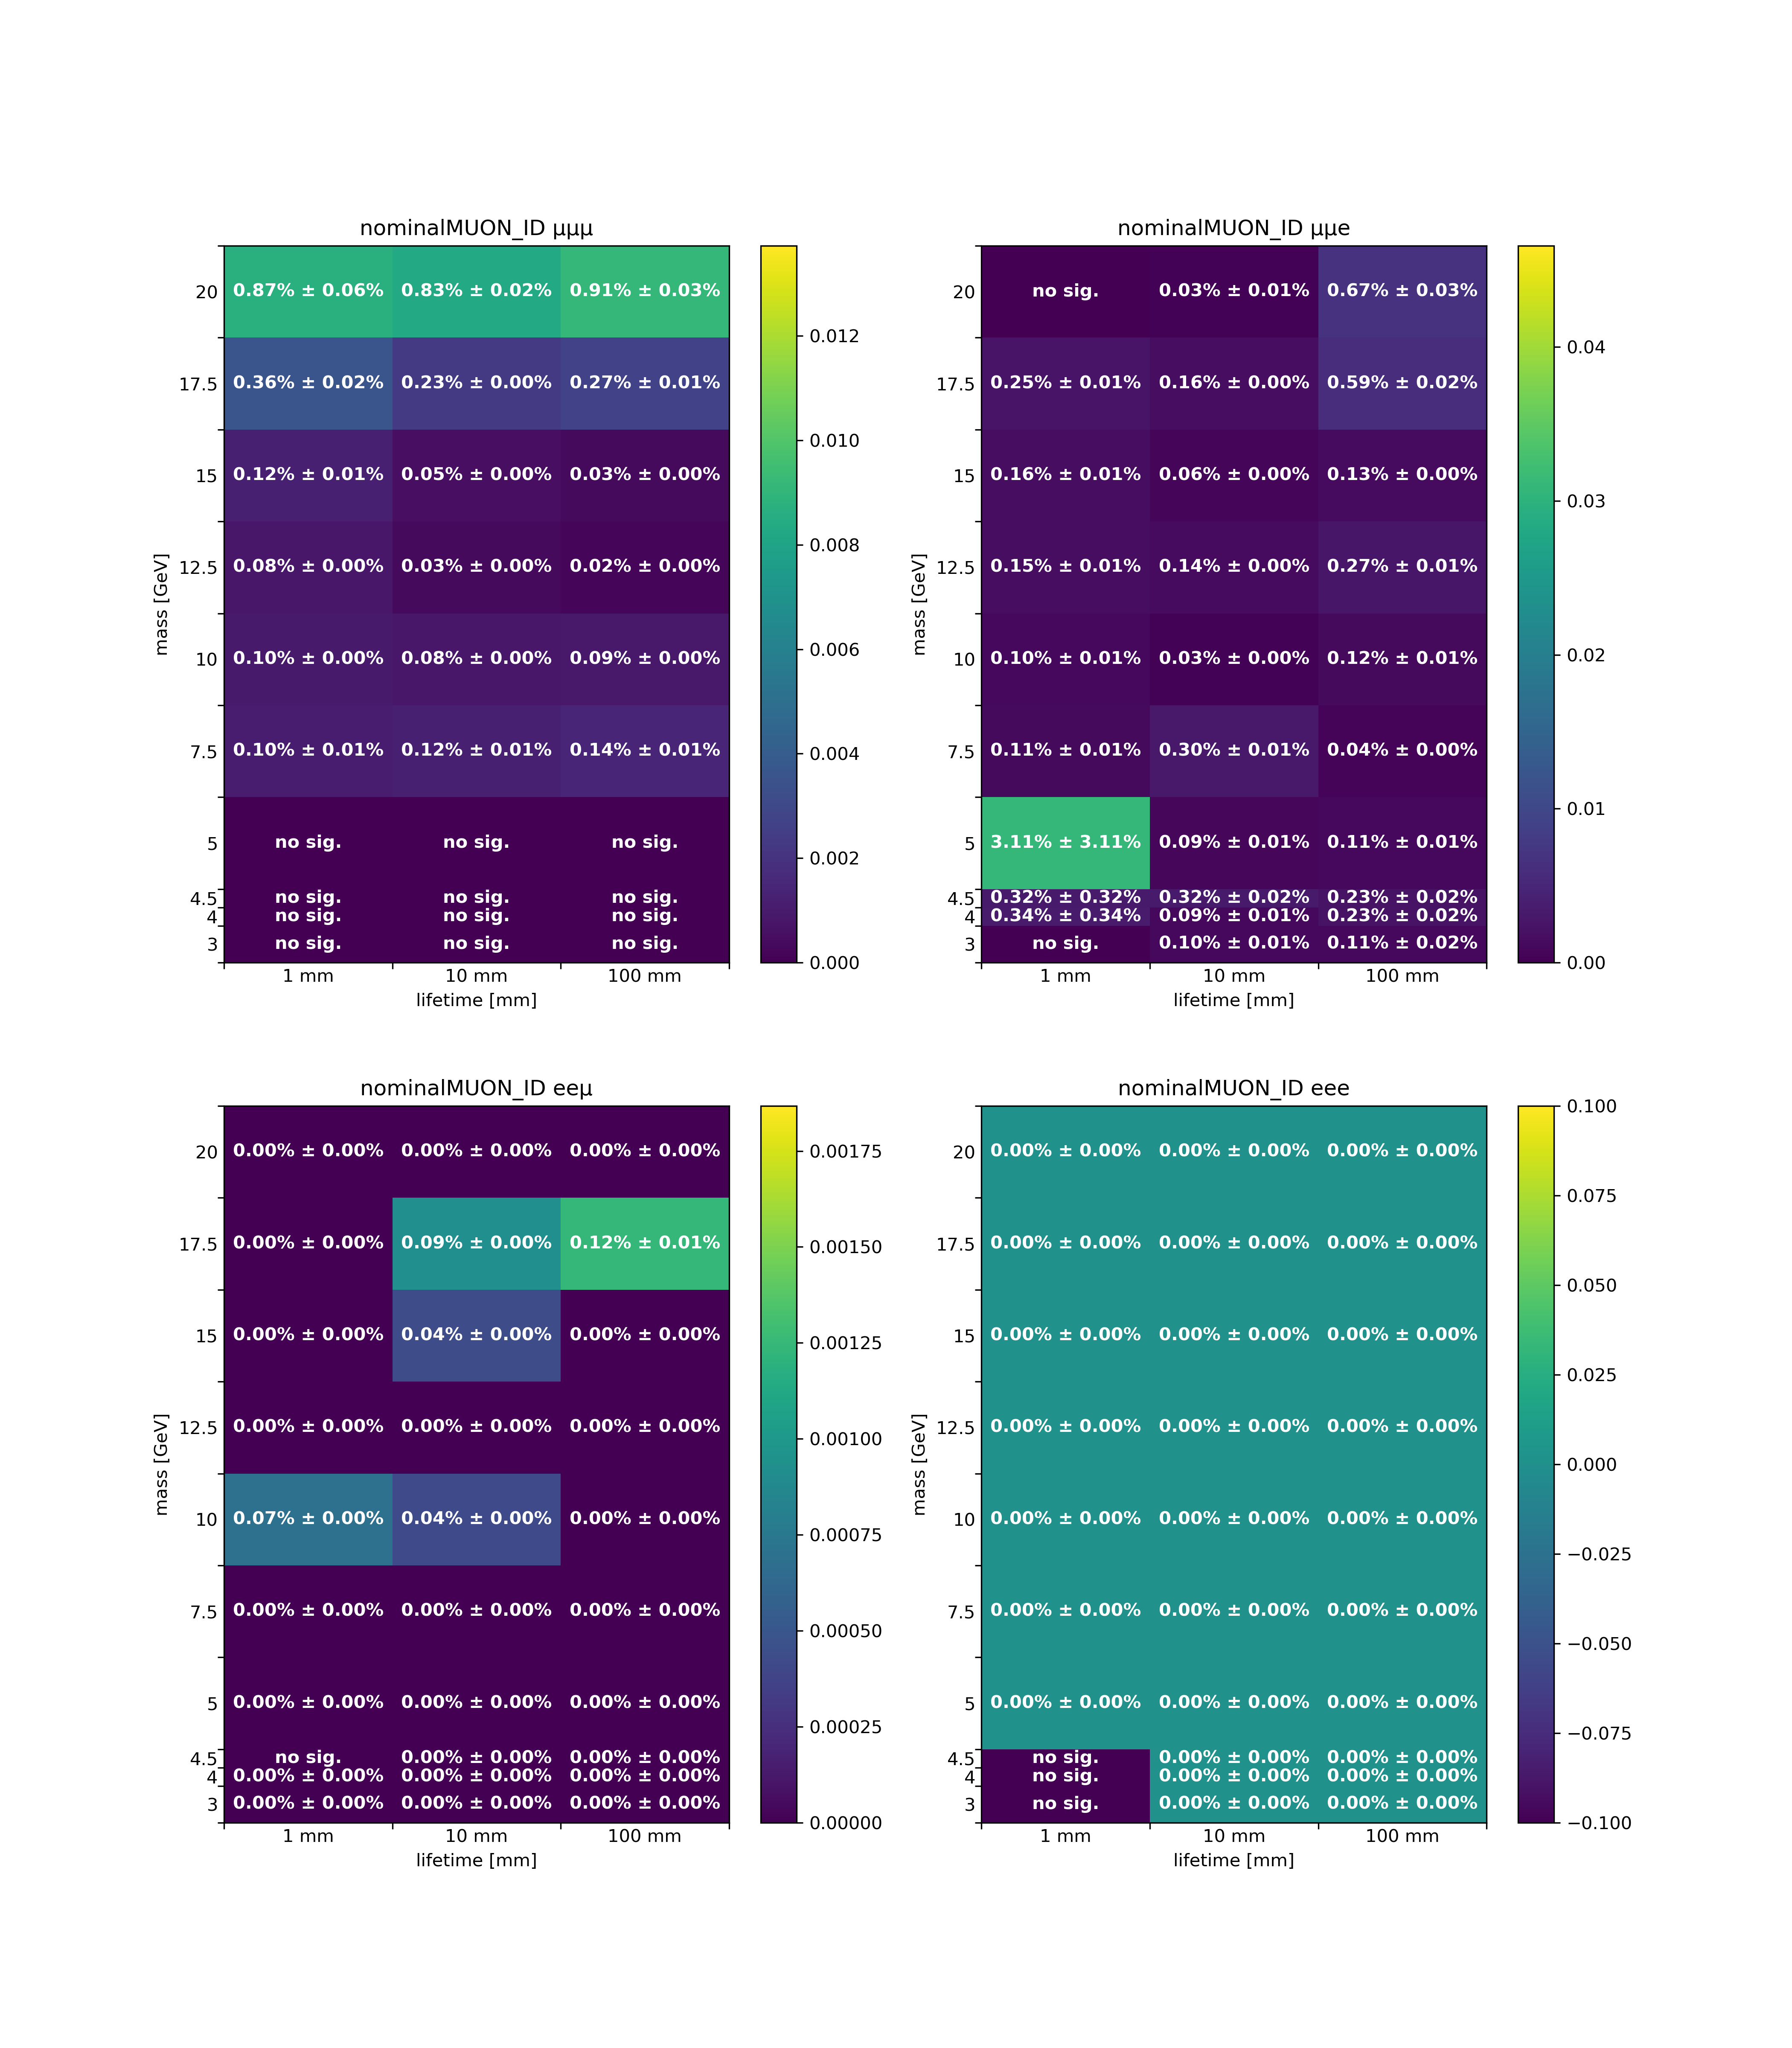 nominalMUON_ID μμμ
20 0.87% ± 0.06% 0.83% ± 0.02% 0.91% ± 0.03%
0.012
17.5 0.36% ± 0.02% 0.23% ± 0.00% 0.27% ± 0.01%
0.010
15 0.12% ± 0.01% 0.05% ± 0.00% 0.03% ± 0.00%
0.008
12.5 0.08% ± 0.00% 0.03% ± 0.00% 0.02% ± 0.00%
mass [GeV]
0.006
10 0.10% ± 0.00% 0.08% ± 0.00% 0.09% ± 0.00%
0.004
7.5 0.10% ± 0.01% 0.12% ± 0.01% 0.14% ± 0.01%
5 no sig. no sig. no sig.
0.002
4.5 no sig. no sig. no sig.
4 no sig. no sig. no sig.
3 no sig. no sig. no sig.
0.000
1 mm 10 mm 100 mm
lifetime [mm]
nominalMUON_ID μμe
20 no sig. 0.03% ± 0.01% 0.67% ± 0.03%
0.04
17.5 0.25% ± 0.01% 0.16% ± 0.00% 0.59% ± 0.02%
15 0.16% ± 0.01% 0.06% ± 0.00% 0.13% ± 0.00%
0.03
12.5 0.15% ± 0.01% 0.14% ± 0.00% 0.27% ± 0.01%
mass [GeV]
10 0.10% ± 0.01% 0.03% ± 0.00% 0.12% ± 0.01%
0.02
7.5 0.11% ± 0.01% 0.30% ± 0.01% 0.04% ± 0.00%
0.01
5 3.11% ± 3.11% 0.09% ± 0.01% 0.11% ± 0.01%
4.5 0.32% ± 0.32% 0.32% ± 0.02% 0.23% ± 0.02%
4 0.34% ± 0.34% 0.09% ± 0.01% 0.23% ± 0.02%
3 no sig. 0.10% ± 0.01% 0.11% ± 0.02%
0.00
1 mm 10 mm 100 mm
lifetime [mm]
nominalMUON_ID eeμ
20 0.00% ± 0.00% 0.00% ± 0.00% 0.00% ± 0.00%
0.00175
17.5 0.00% ± 0.00% 0.09% ± 0.00% 0.12% ± 0.01%
0.00150
15 0.00% ± 0.00% 0.04% ± 0.00% 0.00% ± 0.00%
0.00125
12.5 0.00% ± 0.00% 0.00% ± 0.00% 0.00% ± 0.00%
0.00100
mass [GeV]
10 0.07% ± 0.00% 0.04% ± 0.00% 0.00% ± 0.00%
0.00075
7.5 0.00% ± 0.00% 0.00% ± 0.00% 0.00% ± 0.00%
0.00050
5 0.00% ± 0.00% 0.00% ± 0.00% 0.00% ± 0.00%
0.00025
4.5 no sig. 0.00% ± 0.00% 0.00% ± 0.00%
4 0.00% ± 0.00% 0.00% ± 0.00% 0.00% ± 0.00%
3 0.00% ± 0.00% 0.00% ± 0.00% 0.00% ± 0.00%
0.00000
1 mm 10 mm 100 mm
lifetime [mm]
nominalMUON_ID eee
0.100
20 0.00% ± 0.00% 0.00% ± 0.00% 0.00% ± 0.00%
0.075
17.5 0.00% ± 0.00% 0.00% ± 0.00% 0.00% ± 0.00%
0.050
15 0.00% ± 0.00% 0.00% ± 0.00% 0.00% ± 0.00%
0.025
12.5 0.00% ± 0.00% 0.00% ± 0.00% 0.00% ± 0.00%
0.000
mass [GeV]
10 0.00% ± 0.00% 0.00% ± 0.00% 0.00% ± 0.00%
−0.025
7.5 0.00% ± 0.00% 0.00% ± 0.00% 0.00% ± 0.00%
−0.050
5 0.00% ± 0.00% 0.00% ± 0.00% 0.00% ± 0.00%
−0.075
4.5 no sig. 0.00% ± 0.00% 0.00% ± 0.00%
4 no sig. 0.00% ± 0.00% 0.00% ± 0.00%
3 no sig. 0.00% ± 0.00% 0.00% ± 0.00%
−0.100
1 mm 10 mm 100 mm
lifetime [mm]